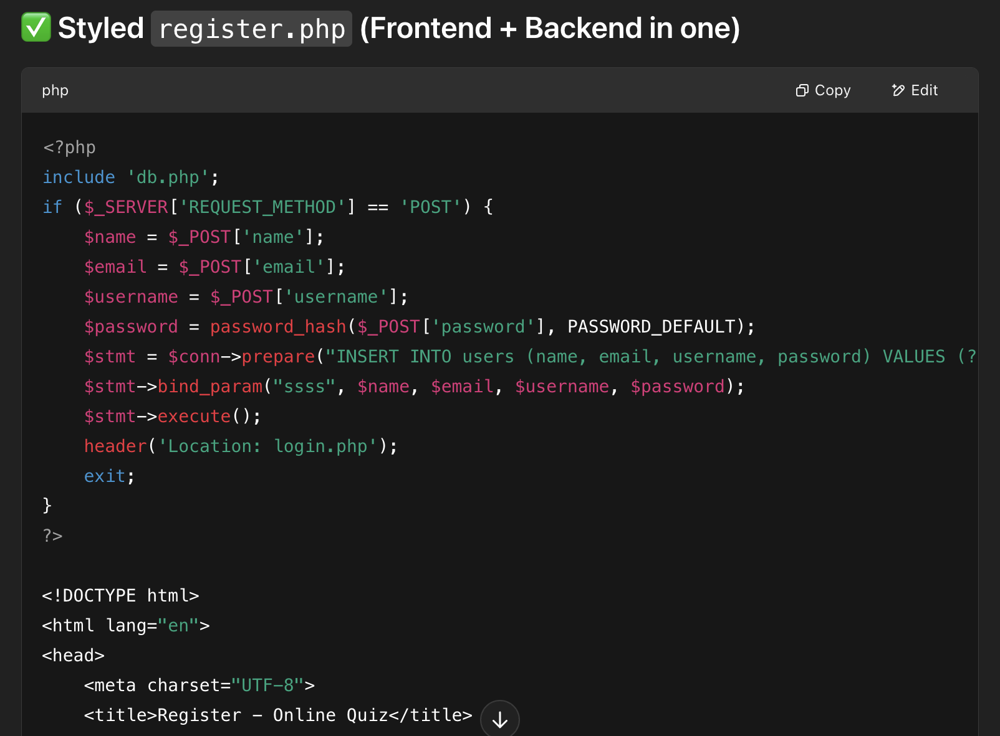 ✅ Styled register.php (Frontend + Backend in one)
php
Copy
Edit
<?php
include 'db.php';
if ($_SERVER['REQUEST_METHOD'] == 'POST') {
    $name = $_POST['name'];
    $email = $_POST['email'];
    $username = $_POST['username'];
    $password = password_hash($_POST['password'], PASSWORD_DEFAULT);
    $stmt = $conn->prepare("INSERT INTO users (name, email, username, password) VALUES (?
    $stmt->bind_param("ssss", $name, $email, $username, $password);
    $stmt->execute();
    header('Location: login.php');
    exit;
}
?>
<!DOCTYPE html>
<html lang="en">
<head>
    <meta charset="UTF-8">
    <title>Register - Online Quiz</title>